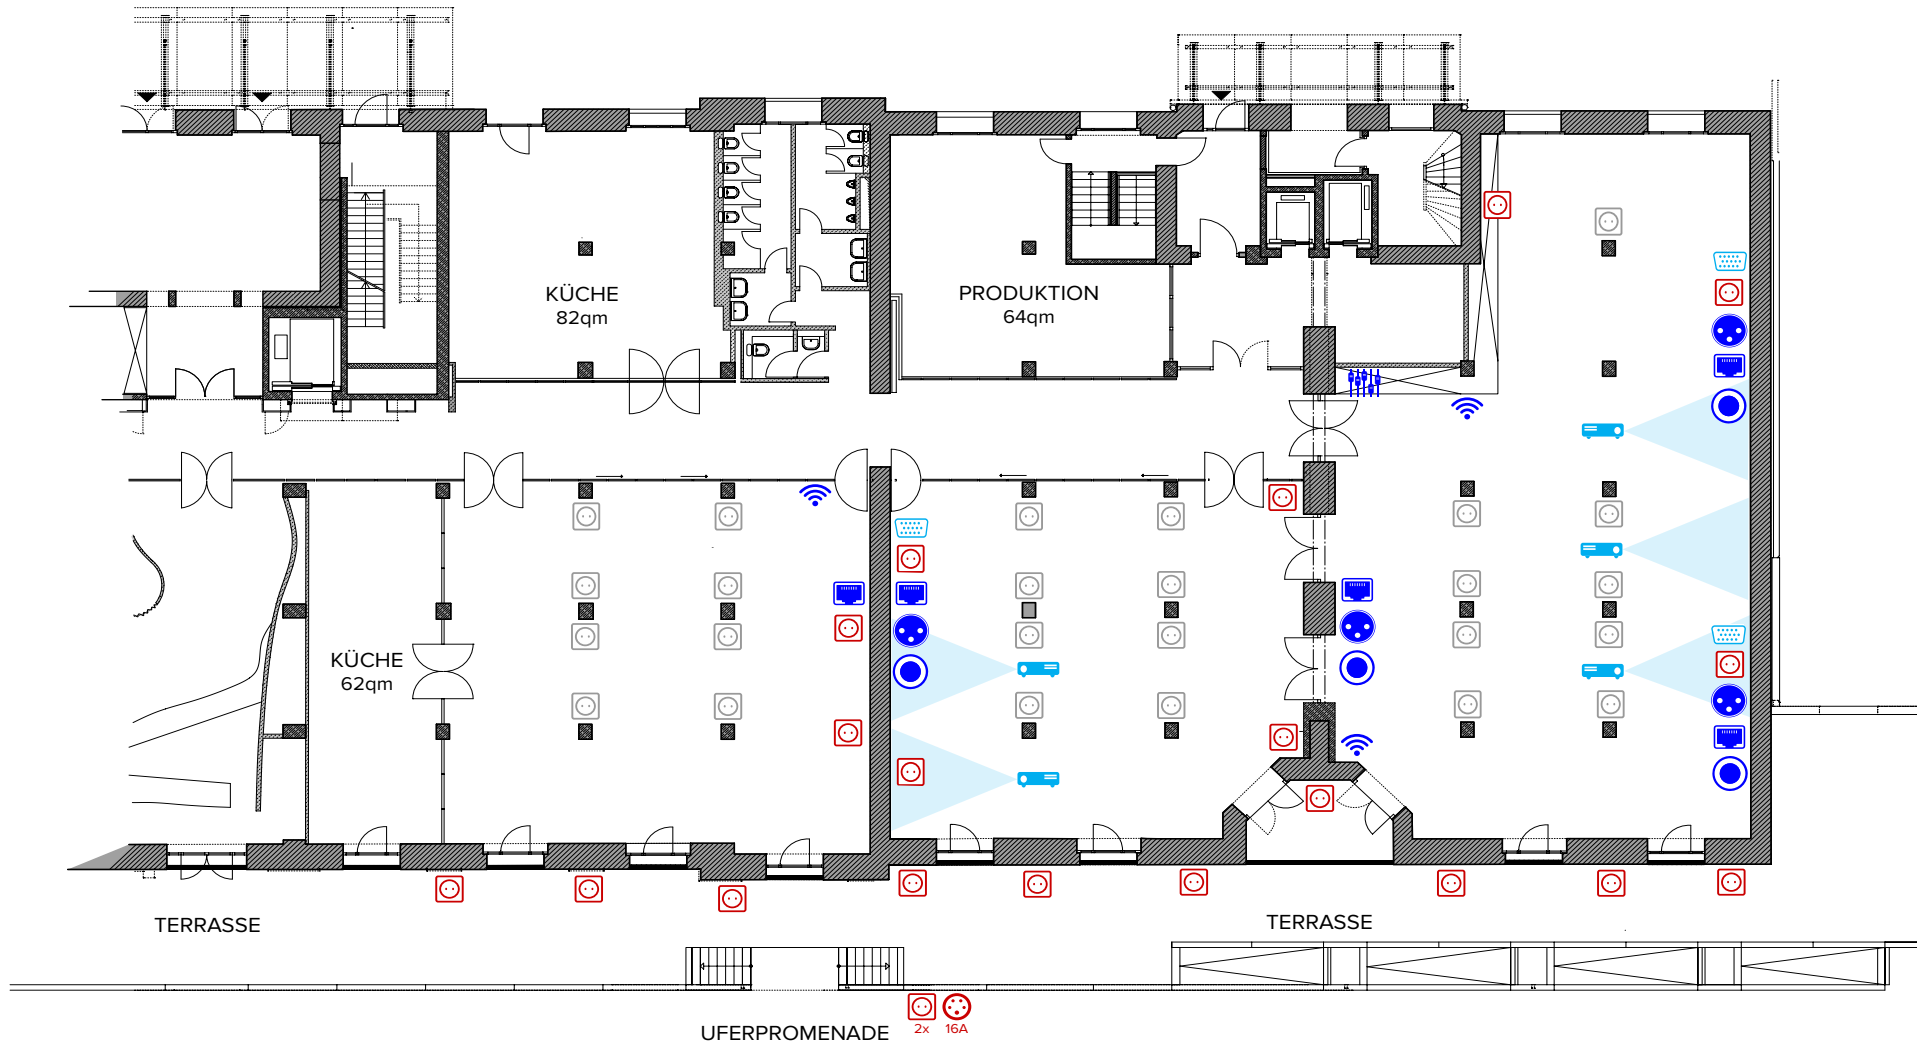 KÜCHE
82qm
PRODUKTION
64qm
KÜCHE
62qm
TERRASSE
TERRASSE
UFERPROMENADE
2x
16A